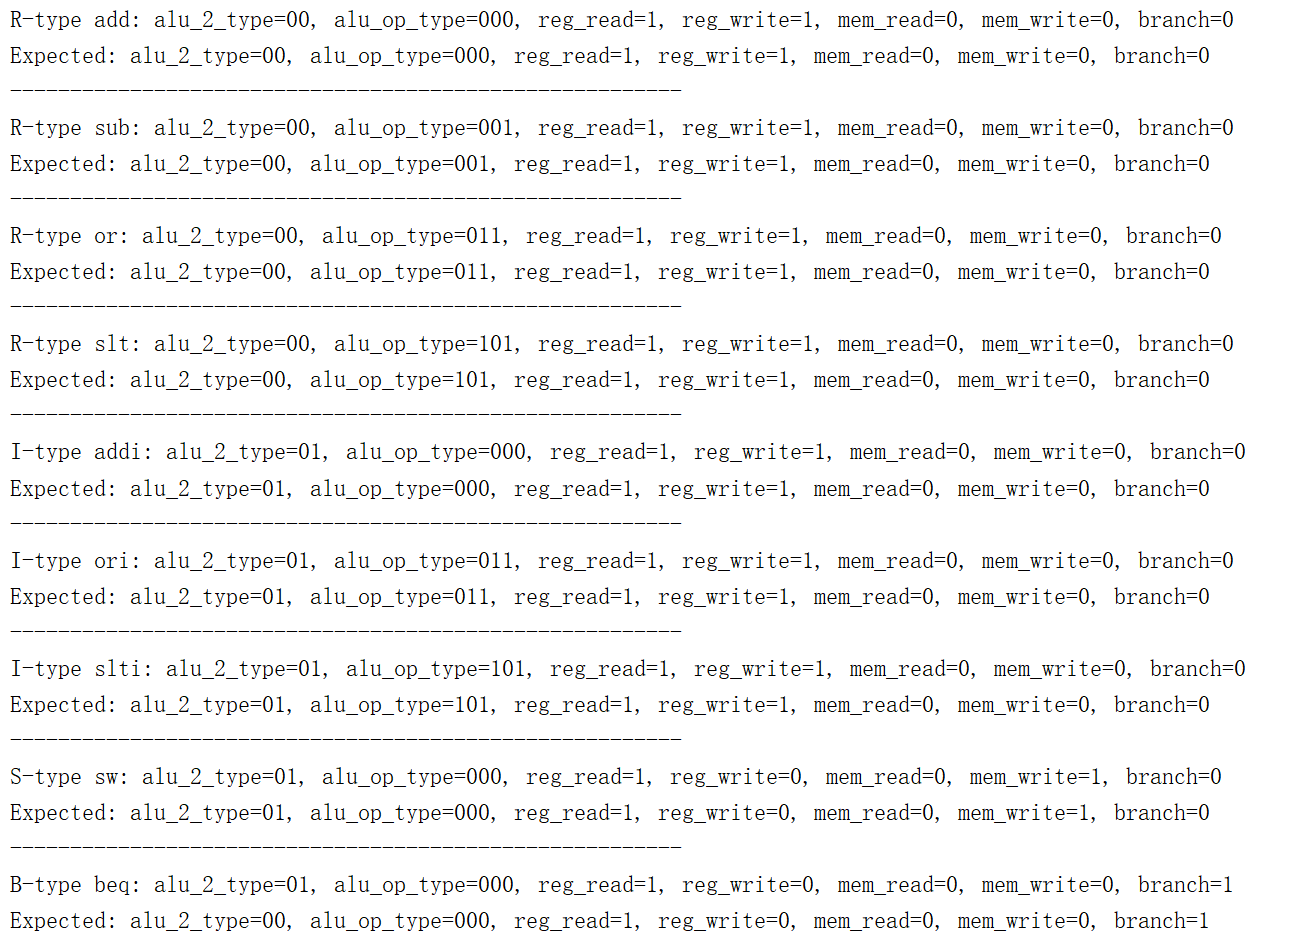 R-type add: alu_2_type=00, alu_op_type=000, reg_read=1, reg_write=1, mem_read=0, mem_write=0, branch=0
Expected: alu_2_type=00, alu_op_type=000, reg_read=1, reg_write=1, mem_read=0, mem_write=0, branch=0
--------------------------------------------------------
R-type sub: alu_2_type=00, alu_op_type=001, reg_read=1, reg_write=1, mem_read=0, mem_write=0, branch=0
Expected: alu_2_type=00, alu_op_type=001, reg_read=1, reg_write=1, mem_read=0, mem_write=0, branch=0
--------------------------------------------------------
R-type or: alu_2_type=00, alu_op_type=011, reg_read=1, reg_write=1, mem_read=0, mem_write=0, branch=0
Expected: alu_2_type=00, alu_op_type=011, reg_read=1, reg_write=1, mem_read=0, mem_write=0, branch=0
--------------------------------------------------------
R-type slt: alu_2_type=00, alu_op_type=101, reg_read=1, reg_write=1, mem_read=0, mem_write=0, branch=0
Expected: alu_2_type=00, alu_op_type=101, reg_read=1, reg_write=1, mem_read=0, mem_write=0, branch=0
--------------------------------------------------------
I-type addi: alu_2_type=01, alu_op_type=000, reg_read=1, reg_write=1, mem_read=0, mem_write=0, branch=0
Expected: alu_2_type=01, alu_op_type=000, reg_read=1, reg_write=1, mem_read=0, mem_write=0, branch=0
--------------------------------------------------------
I-type ori: alu_2_type=01, alu_op_type=011, reg_read=1, reg_write=1, mem_read=0, mem_write=0, branch=0
Expected: alu_2_type=01, alu_op_type=011, reg_read=1, reg_write=1, mem_read=0, mem_write=0, branch=0
--------------------------------------------------------
I-type slti: alu_2_type=01, alu_op_type=101, reg_read=1, reg_write=1, mem_read=0, mem_write=0, branch=0
Expected: alu_2_type=01, alu_op_type=101, reg_read=1, reg_write=1, mem_read=0, mem_write=0, branch=0
--------------------------------------------------------
S-type sw: alu_2_type=01, alu_op_type=000, reg_read=1, reg_write=0, mem_read=0, mem_write=1, branch=0
Expected: alu_2_type=01, alu_op_type=000, reg_read=1, reg_write=0, mem_read=0, mem_write=1, branch=0
--------------------------------------------------------
B-type beq: alu_2_type=01, alu_op_type=000, reg_read=1, reg_write=0, mem_read=0, mem_write=0, branch=1
Expected: alu_2_type=00, alu_op_type=000, reg_read=1, reg_write=0, mem_read=0, mem_write=0, branch=1